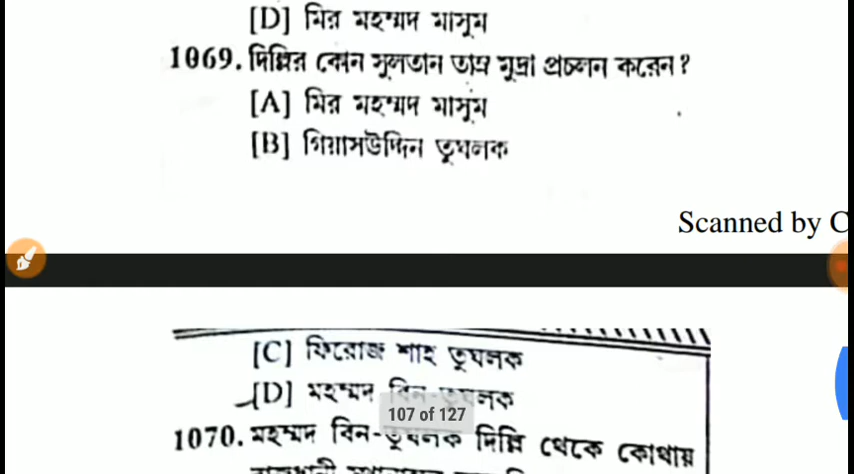 [D] মির মহম্মদ মাসুম
1069. দিল্লির কোন সুলতান তাম্র মুদ্রা প্রচলন করেন?
[A] মির মহম্মদ মাসুম
[B] গিয়াসউদ্দিন তুঘলক
Scanned by C
[C] ফিরোজ শাহ তুঘলক
[D] মহম্মদ বিন-তুঘলক
107 of 127
1070. মহম্মদ বিন-তুঘলক দিল্লি থেকে কোথায়
রাজধানী